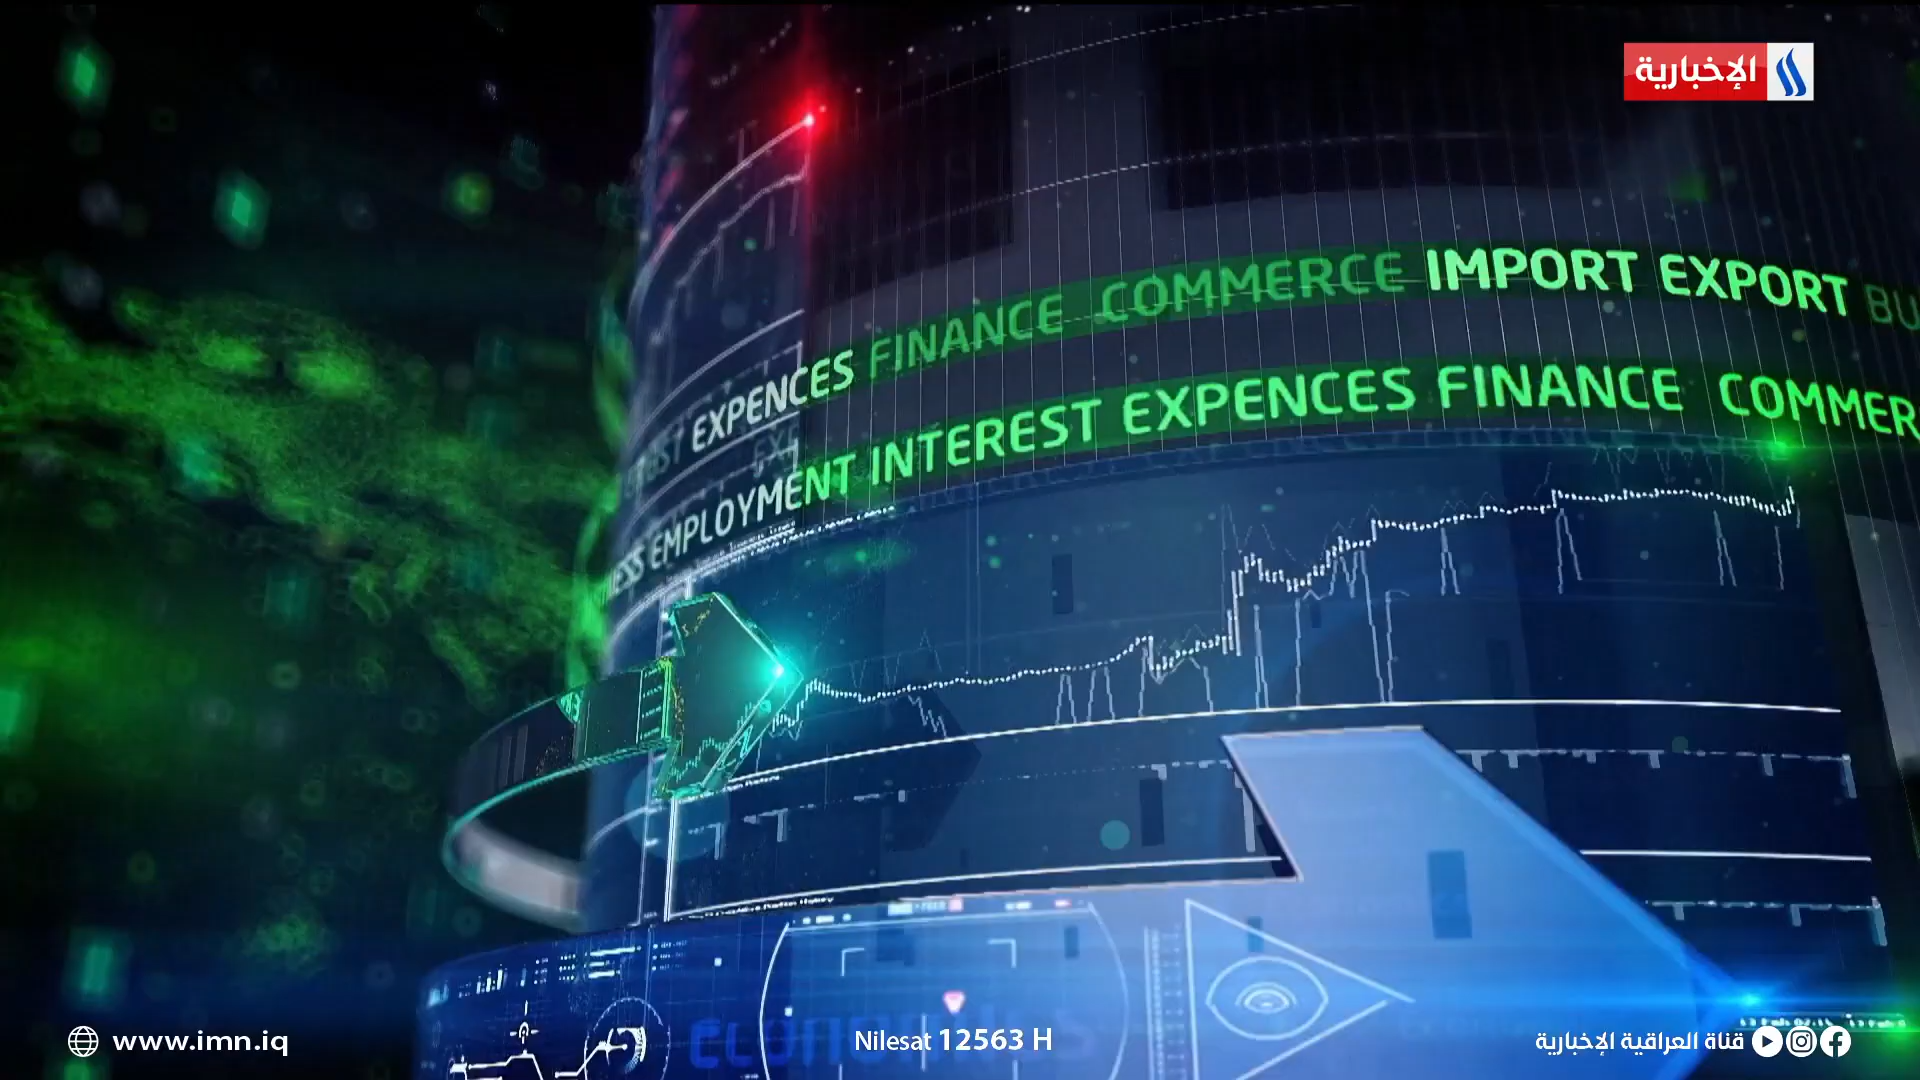 الإخبارية
EXPENCES FINANCE COMMERCE IMPORT EXPORT
EMPLOYMENT INTEREST EXPENCES FINANCE COMMER
www.imn.iq
Nilesat 12563 H
قناة العراقية الإخبارية